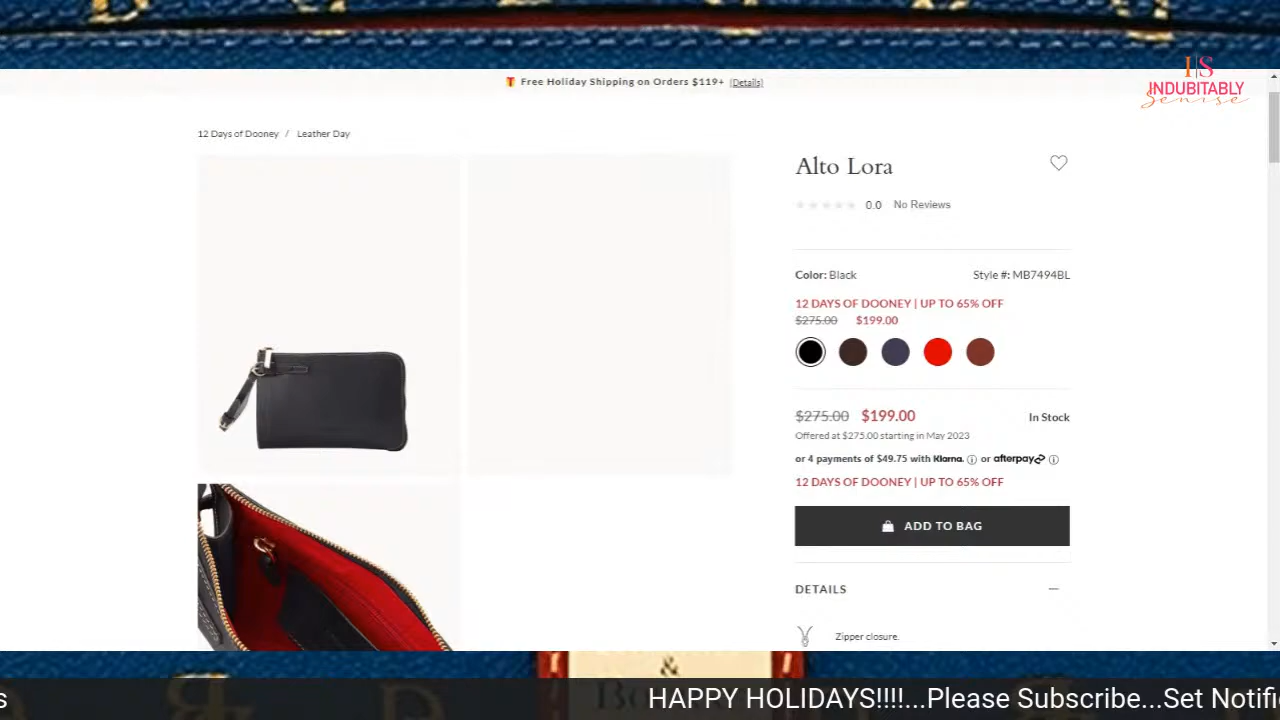 Free Holiday Shipping on Orders $119+ (Details)
I|S
INDUBITABLY
Senise
12 Days of Dooney / Leather Day
Alto Lora
0.0 No Reviews
Color: Black Style #: MB7494BL
12 DAYS OF DOONEY | UP TO 65% OFF
$275.00 $199.00
$275.00 $199.00 In Stock
Offered at $275.00 starting in May 2023
or 4 payments of $49.75 with Klarna. or afterpay
12 DAYS OF DOONEY | UP TO 65% OFF
ADD TO BAG
DETAILS
Zipper closure.
&
s HAPPY HOLIDAYS!!!!...Please Subscribe...Set Notifi